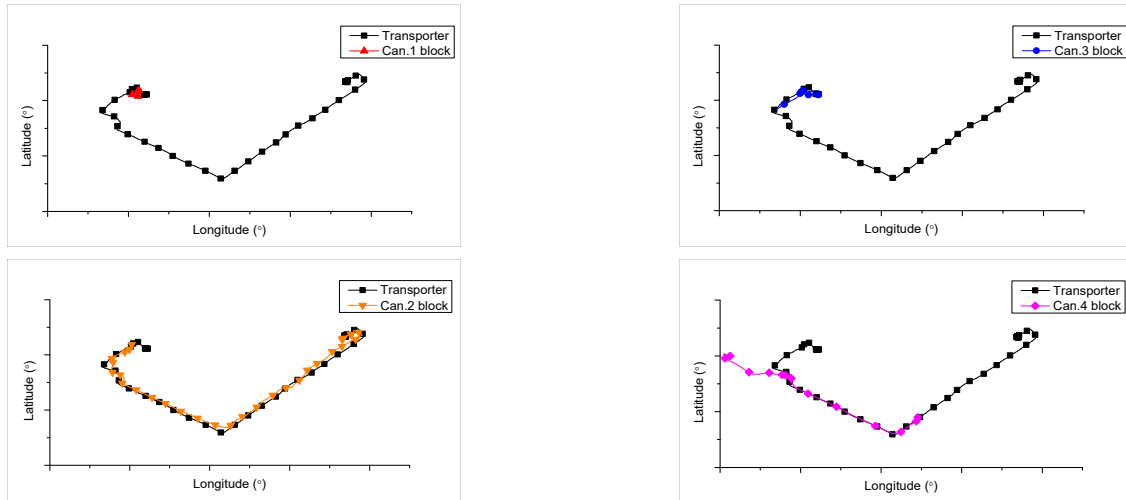 Transporter
Can.1 block
Latitude (°)
Longitude (°)
Transporter
Can.3 block
Latitude (°)
Longitude (°)
Transporter
Can.2 block
Latitude (°)
Longitude (°)
Transporter
Can.4 block
Latitude (°)
Longitude (°)